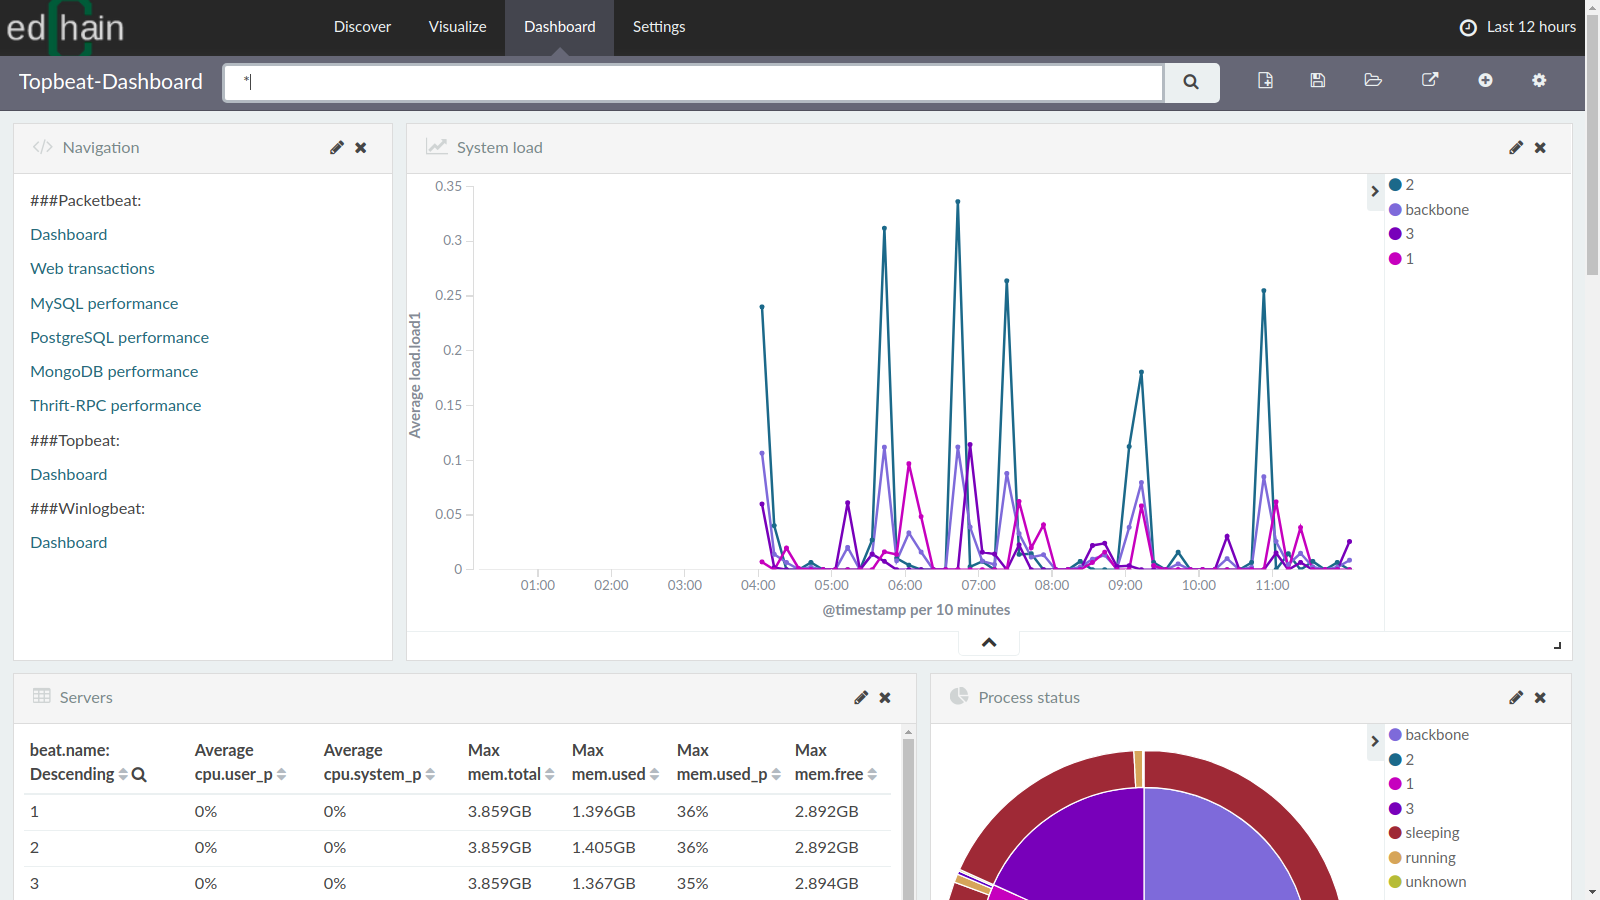 edChain
Discover
Visualize
Dashboard
Settings
Last 12 hours
Topbeat-Dashboard
*
Navigation
###Packetbeat:
Dashboard
Web transactions
MySQL performance
PostgreSQL performance
MongoDB performance
Thrift-RPC performance
###Topbeat:
Dashboard
###Winlogbeat:
Dashboard
System load
0.35
0.3
0.25
0.2
0.15
0.1
0.05
0
Average load.load1
01:00 02:00 03:00 04:00 05:00 06:00 07:00 08:00 09:00 10:00 11:00
@timestamp per 10 minutes
2
backbone
3
1
Servers
beat.name: Average Average Max Max Max Max
Descending cpu.user_p cpu.system_p mem.total mem.used mem.used_p mem.free
1 0% 0% 3.859GB 1.396GB 36% 2.892GB
2 0% 0% 3.859GB 1.405GB 36% 2.892GB
3 0% 0% 3.859GB 1.367GB 35% 2.894GB
Process status
backbone
2
1
3
sleeping
running
unknown